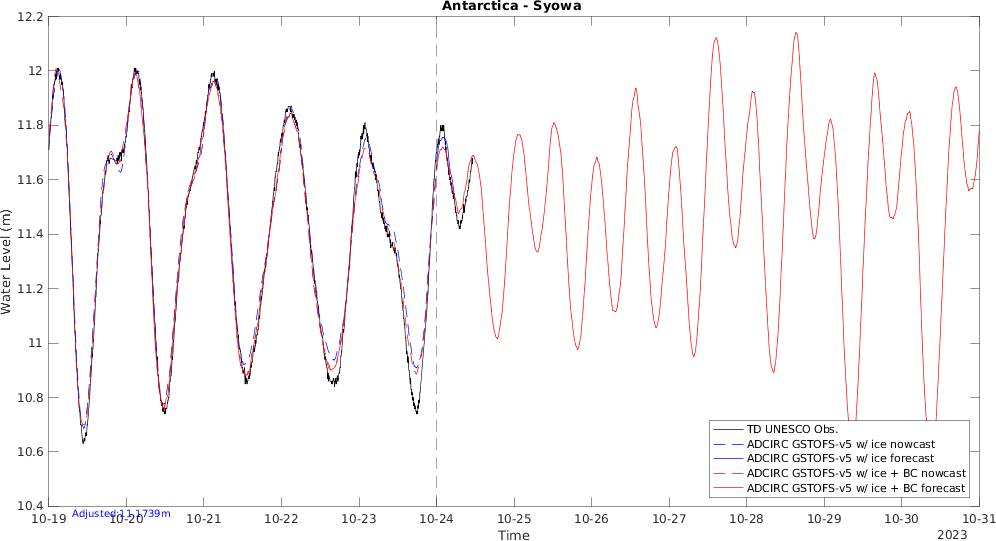 Antarctica - Syowa
12.2
12
11.8
11.6
11.4
11.2
11
10.8
10.6
10.4
Water Level (m)
TD UNESCO Obs.
ADCIRC GSTOFS-v5 w/ ice nowcast
ADCIRC GSTOFS-v5 w/ ice forecast
ADCIRC GSTOFS-v5 w/ ice + BC nowcast
ADCIRC GSTOFS-v5 w/ ice + BC forecast
Adjusted:11.1739m
10-19 10-20 10-21 10-22 10-23 10-24 10-25 10-26 10-27 10-28 10-29 10-30 10-31
Time
2023